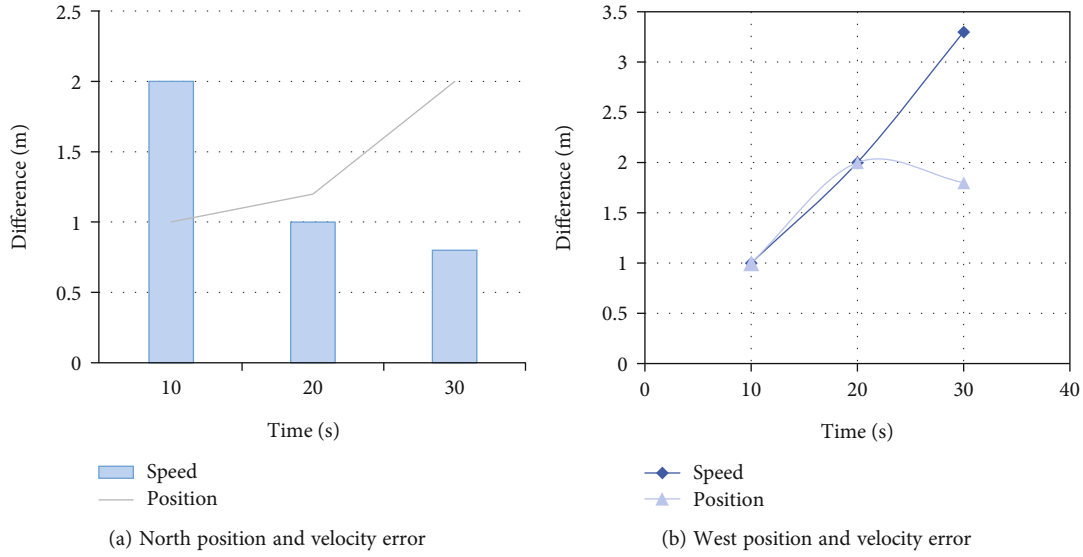 2.5
2
1.5
1
0.5
0
Difference (m)
10
20
30
Time (s)
Speed
Position
(a) North position and velocity error
3.5
3
2.5
2
1.5
1
0.5
0
Difference (m)
0
10
20
30
40
Time (s)
Speed
Position
(b) West position and velocity error